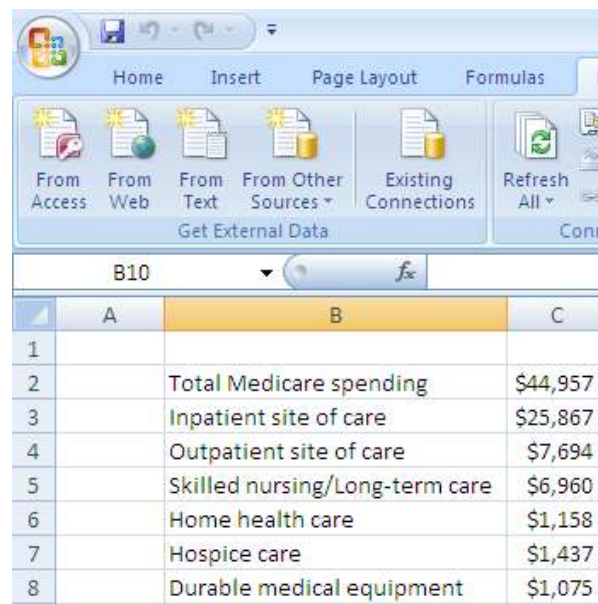 Home Insert Page Layout Formulas
From Access From Web From Text From Other Sources Existing Connections Refresh All
Get External Data
B10 fx
A B C
1
2 Total Medicare spending $44,957
3 Inpatient site of care $25,867
4 Outpatient site of care $7,694
5 Skilled nursing/Long-term care $6,960
6 Home health care $1,158
7 Hospice care $1,437
8 Durable medical equipment $1,075